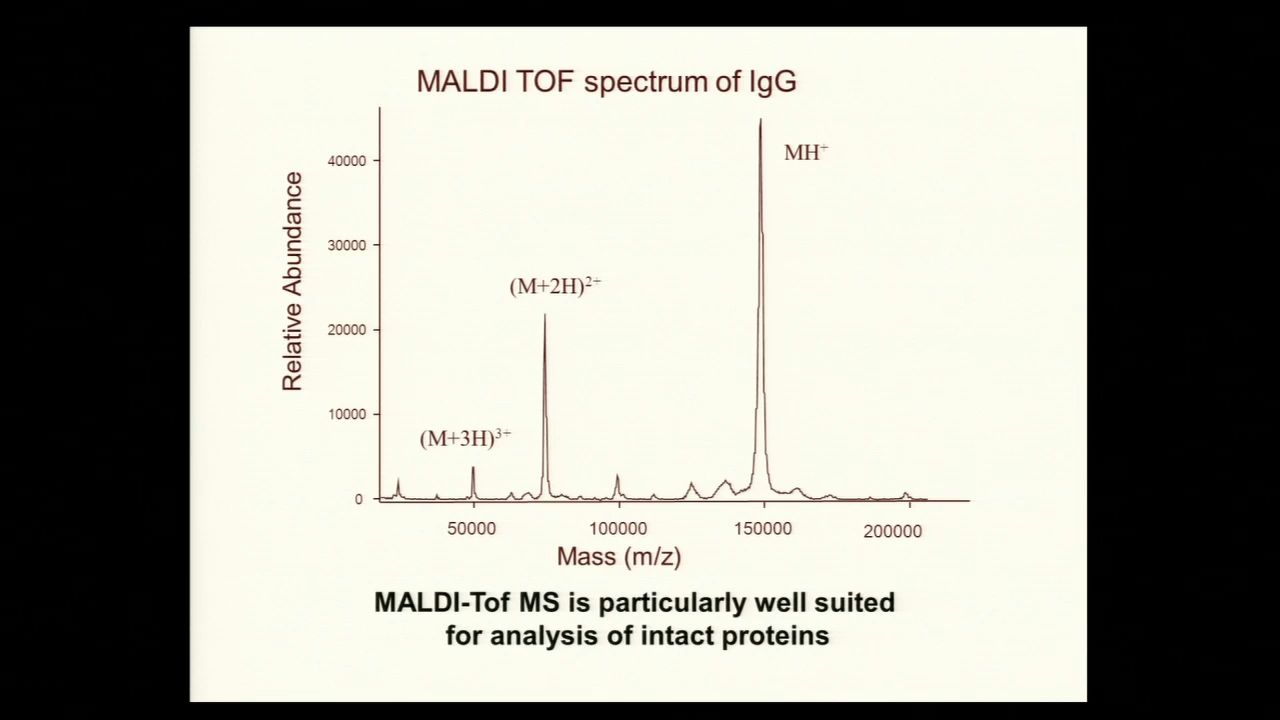 MALDI TOF spectrum of IgG
Relative Abundance
40000
30000
20000
10000
0
MH⁺
(M+2H)²⁺
(M+3H)³⁺
50000 100000 150000 200000
Mass (m/z)
MALDI-Tof MS is particularly well suited
for analysis of intact proteins